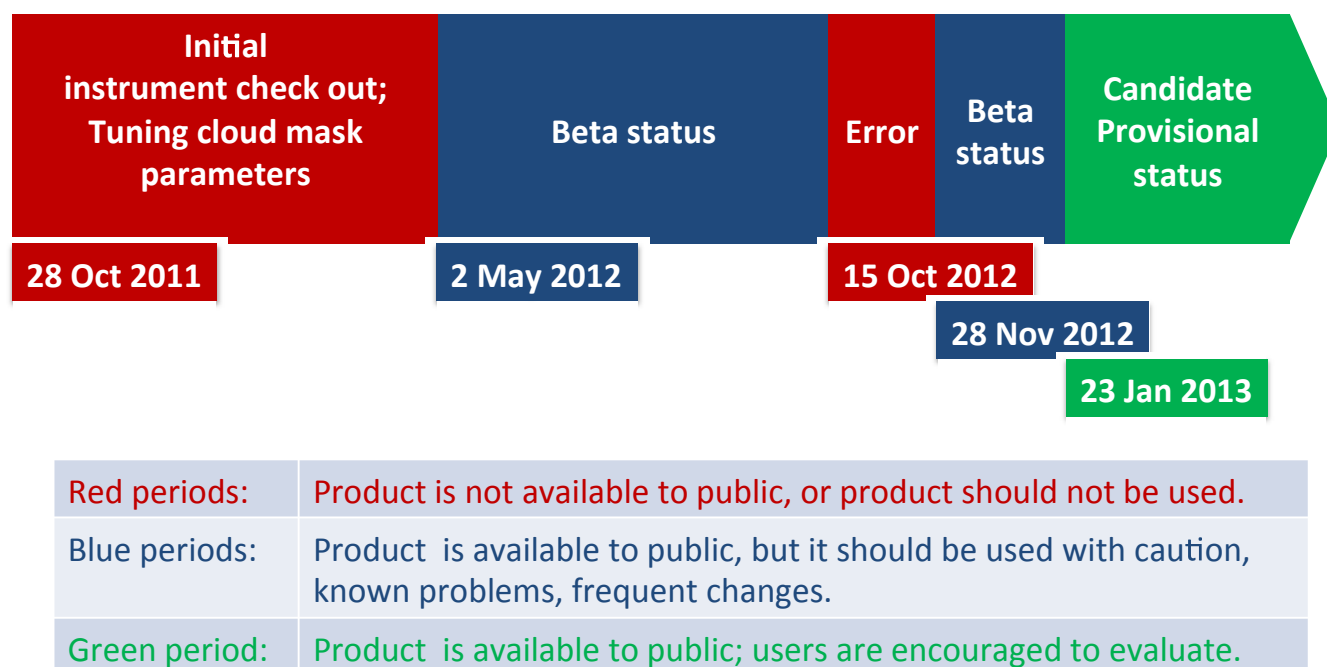 Initial
instrument check out;
Tuning cloud mask
parameters
Beta status
Error
Beta
status
Candidate
Provisional
status
28 Oct 2011
2 May 2012
15 Oct 2012
28 Nov 2012
23 Jan 2013
Red periods: Product is not available to public, or product should not be used.
Blue periods: Product is available to public, but it should be used with caution,
known problems, frequent changes.
Green period: Product is available to public; users are encouraged to evaluate.